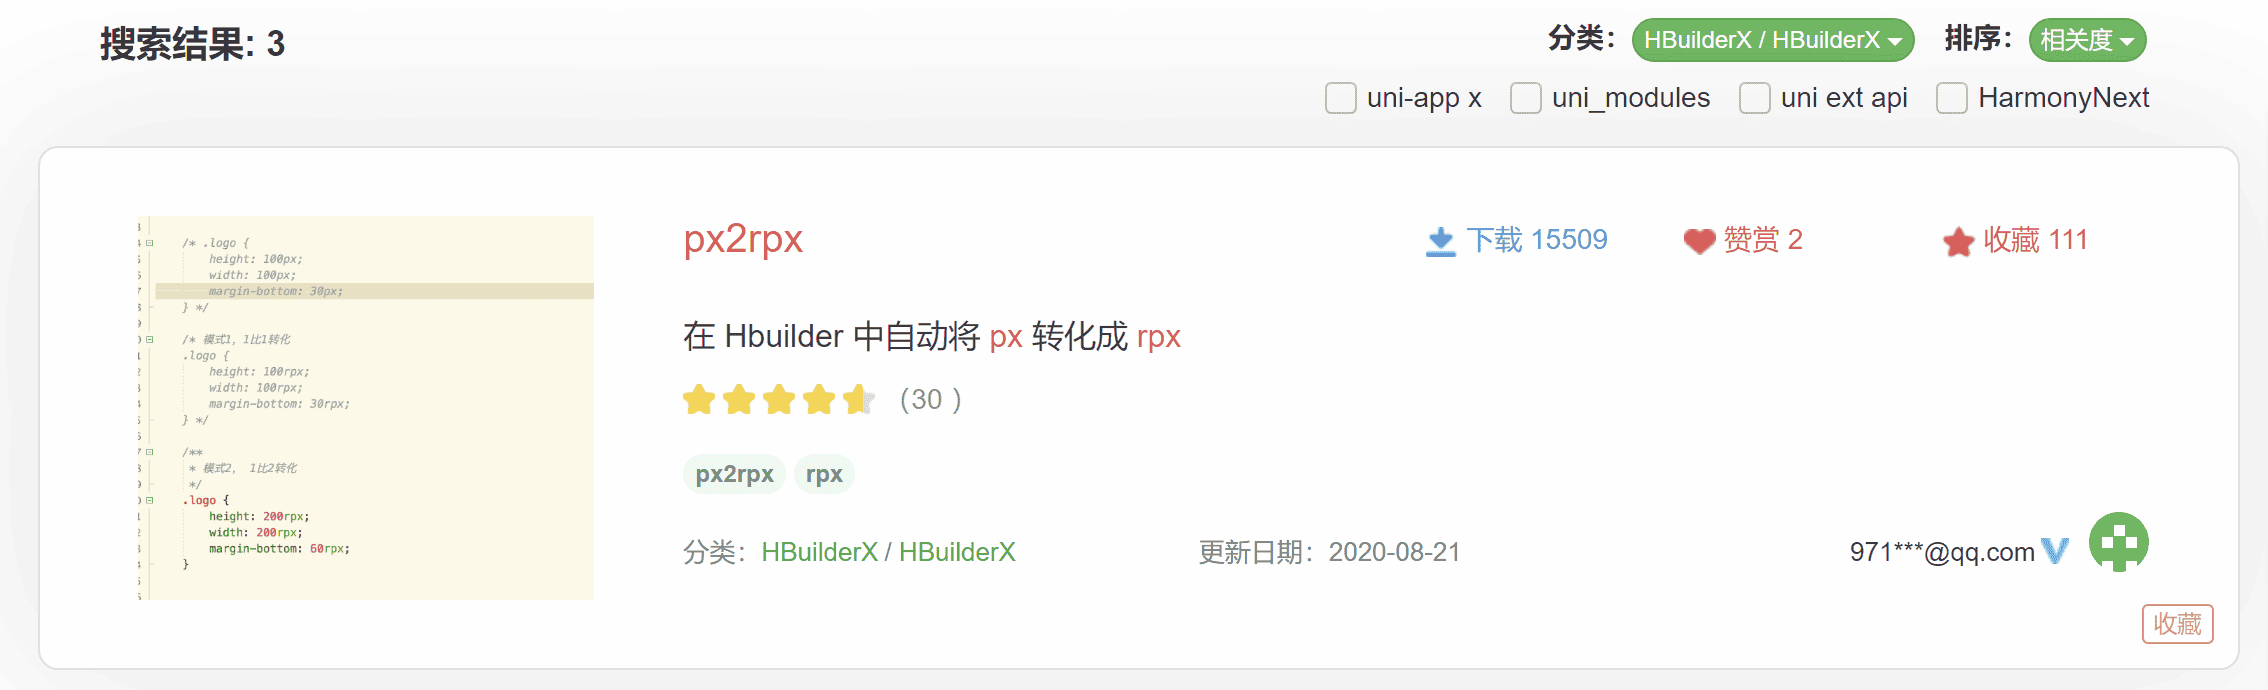 搜索结果: 3
分类： HBuilderX / HBuilderX 排序： 相关度
uni-app x uni_modules uni ext api HarmonyNext
/* .logo {
height: 100px;
width: 100px;
margin-bottom: 30px;
} */
/* 模式1, 1比1转化
.logo {
height: 100rpx;
width: 100rpx;
margin-bottom: 30rpx;
} */
/**
* 模式2, 1比2转化
*/
.logo {
height: 200rpx;
width: 200rpx;
margin-bottom: 60rpx;
}
px2rpx
下载 15509 赞赏 2 收藏 111
在 Hbuilder 中自动将 px 转化成 rpx
（30 ）
px2rpx rpx
分类：HBuilderX / HBuilderX 更新日期：2020-08-21 971***@qq.com
收藏